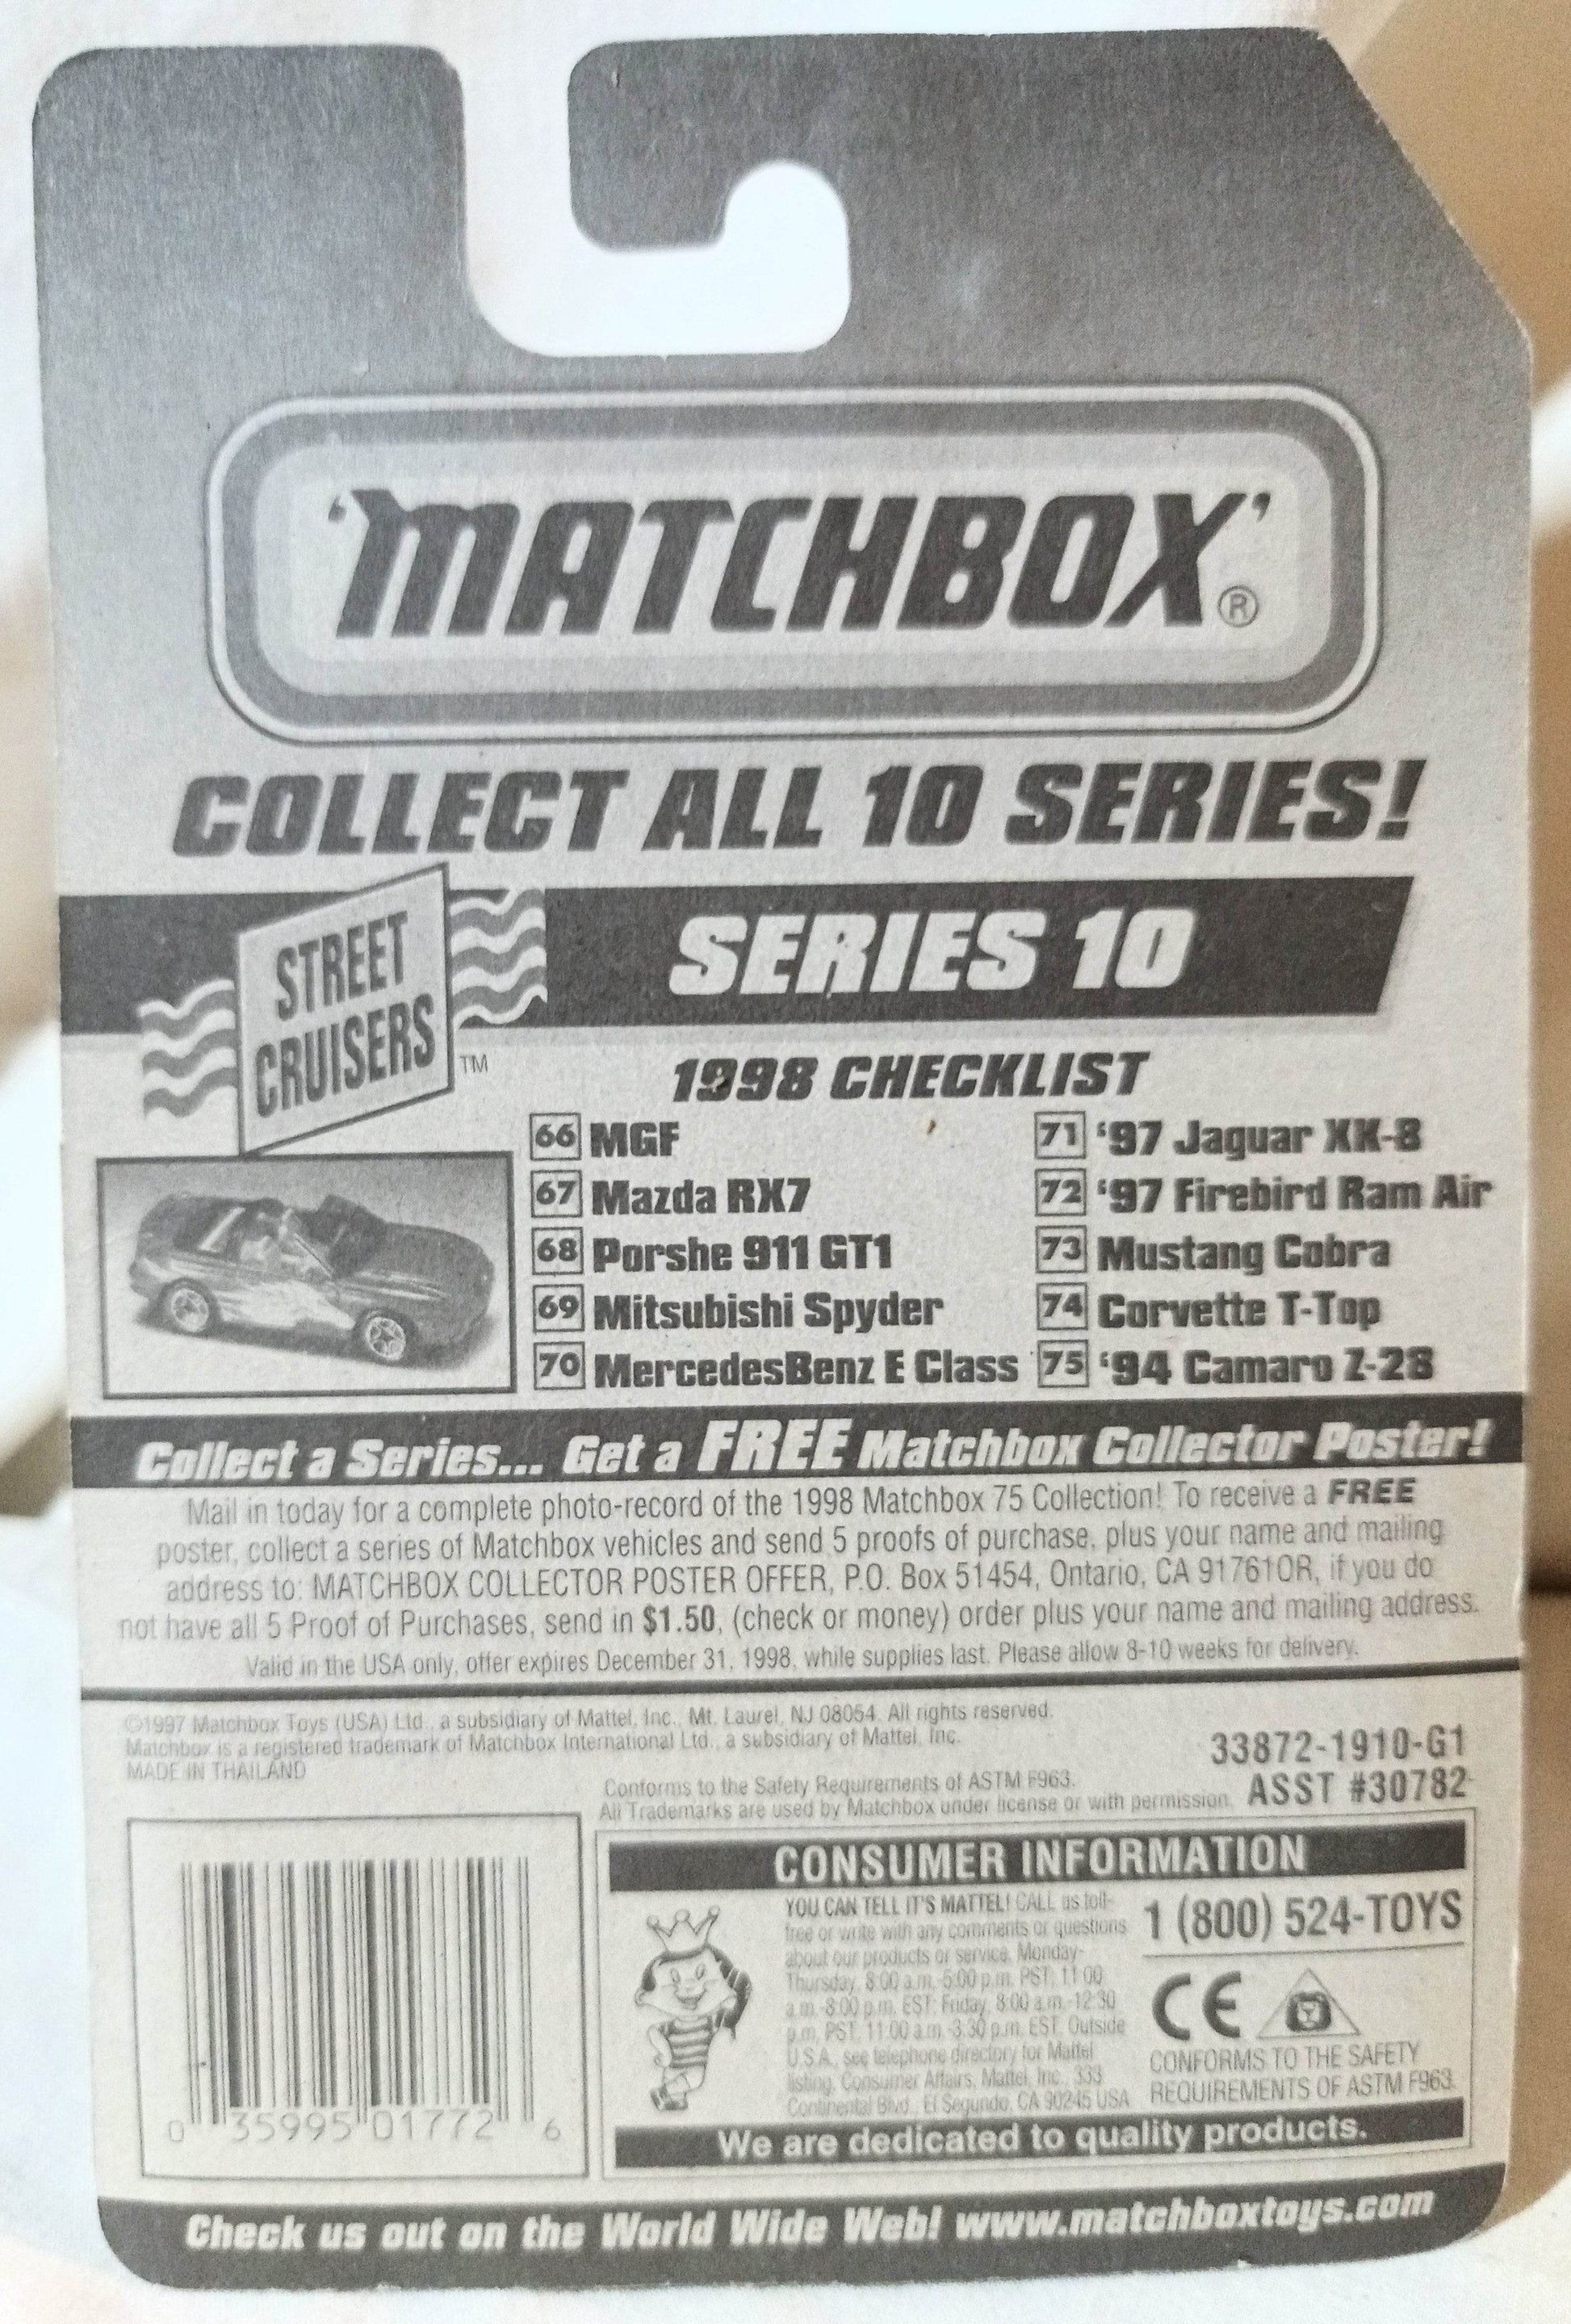 'MATCHBOX'®
COLLECT ALL 10 SERIES!
STREET
CRUISERS™
SERIES 10
1998 CHECKLIST
66 MGF
67 Mazda RX7
68 Porshe 911 GT1
69 Mitsubishi Spyder
70 MercedesBenz E Class
71 '97 Jaguar XK-8
72 '97 Firebird Ram Air
73 Mustang Cobra
74 Corvette T-Top
75 '94 Camaro Z-28
Collect a Series... Get a FREE Matchbox Collector Poster!
Mail in today for a complete photo-record of the 1998 Matchbox 75 Collection! To receive a FREE
poster, collect a series of Matchbox vehicles and send 5 proofs of purchase, plus your name and mailing
address to: MATCHBOX COLLECTOR POSTER OFFER, P.O. Box 51454, Ontario, CA 91761OR, if you do
not have all 5 Proof of Purchases, send in $1.50, (check or money) order plus your name and mailing address.
Valid in the USA only, offer expires December 31, 1998, while supplies last. Please allow 8-10 weeks for delivery.
©1997 Matchbox Toys (USA) Ltd., a subsidiary of Mattel, Inc., Mt. Laurel, NJ 08054. All rights reserved.
Matchbox is a registered trademark of Matchbox International Ltd., a subsidiary of Mattel, Inc.
MADE IN THAILAND
33872-1910-G1
ASST #30782
Conforms to the Safety Requirements of ASTM F963.
All Trademarks are used by Matchbox under license or with permission.
0 35995 01772 6
CONSUMER INFORMATION
YOU CAN TELL IT'S MATTEL! CALL us toll-
free or write with any comments or questions
about our products or service, Monday-
Thursday, 8:00 a.m.-5:00 p.m. PST; 11:00
a.m.-8:00 p.m. EST; Friday, 8:00 a.m.-12:30
p.m. PST, 11:00 a.m.-3:30 p.m. EST. Outside
U.S.A., see telephone directory for Mattel
listing. Consumer Affairs, Mattel, Inc., 333
Continental Blvd., El Segundo, CA 90245 USA
1 (800) 524-TOYS
CE
CONFORMS TO THE SAFETY
REQUIREMENTS OF ASTM F963.
We are dedicated to quality products.
Check us out on the World Wide Web! www.matchboxtoys.com